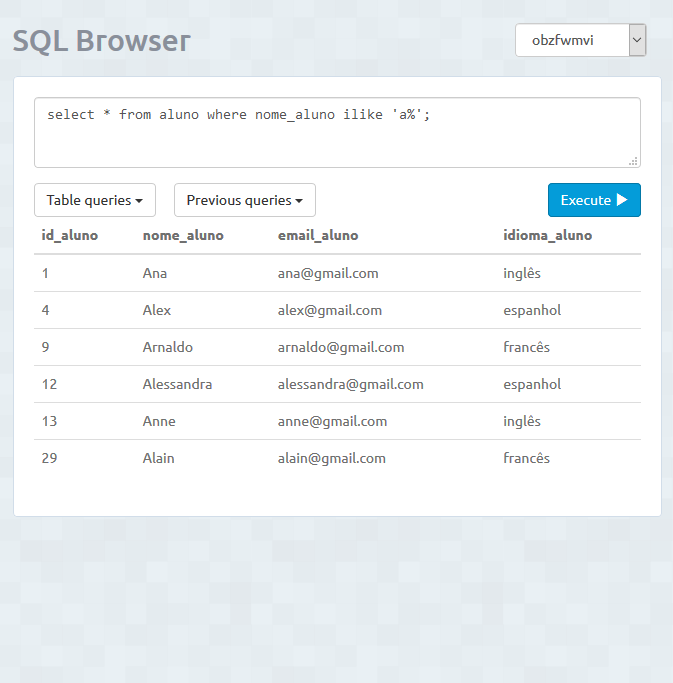 SQL Browser
obzfwmvi
select * from aluno where nome_aluno ilike 'a%';
Table queries Previous queries Execute
id_aluno nome_aluno email_aluno idioma_aluno
1 Ana ana@gmail.com inglês
4 Alex alex@gmail.com espanhol
9 Arnaldo arnaldo@gmail.com francês
12 Alessandra alessandra@gmail.com espanhol
13 Anne anne@gmail.com inglês
29 Alain alain@gmail.com francês